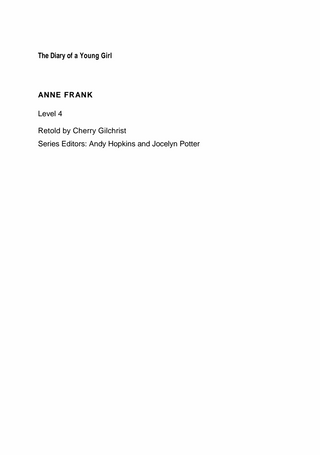 The Diary of a Young Girl
ANNE FRANK
Level 4
Retold by Cherry Gilchrist
Series Editors: Andy Hopkins and Jocelyn Potter